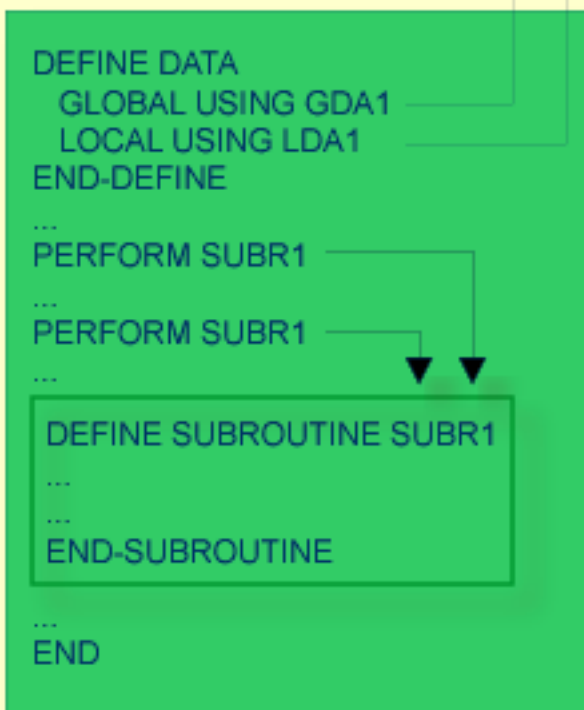 DEFINE DATA
GLOBAL USING GDA1
LOCAL USING LDA1
END-DEFINE
...
PERFORM SUBR1
...
PERFORM SUBR1
...
DEFINE SUBROUTINE SUBR1
...
...
END-SUBROUTINE
...
END